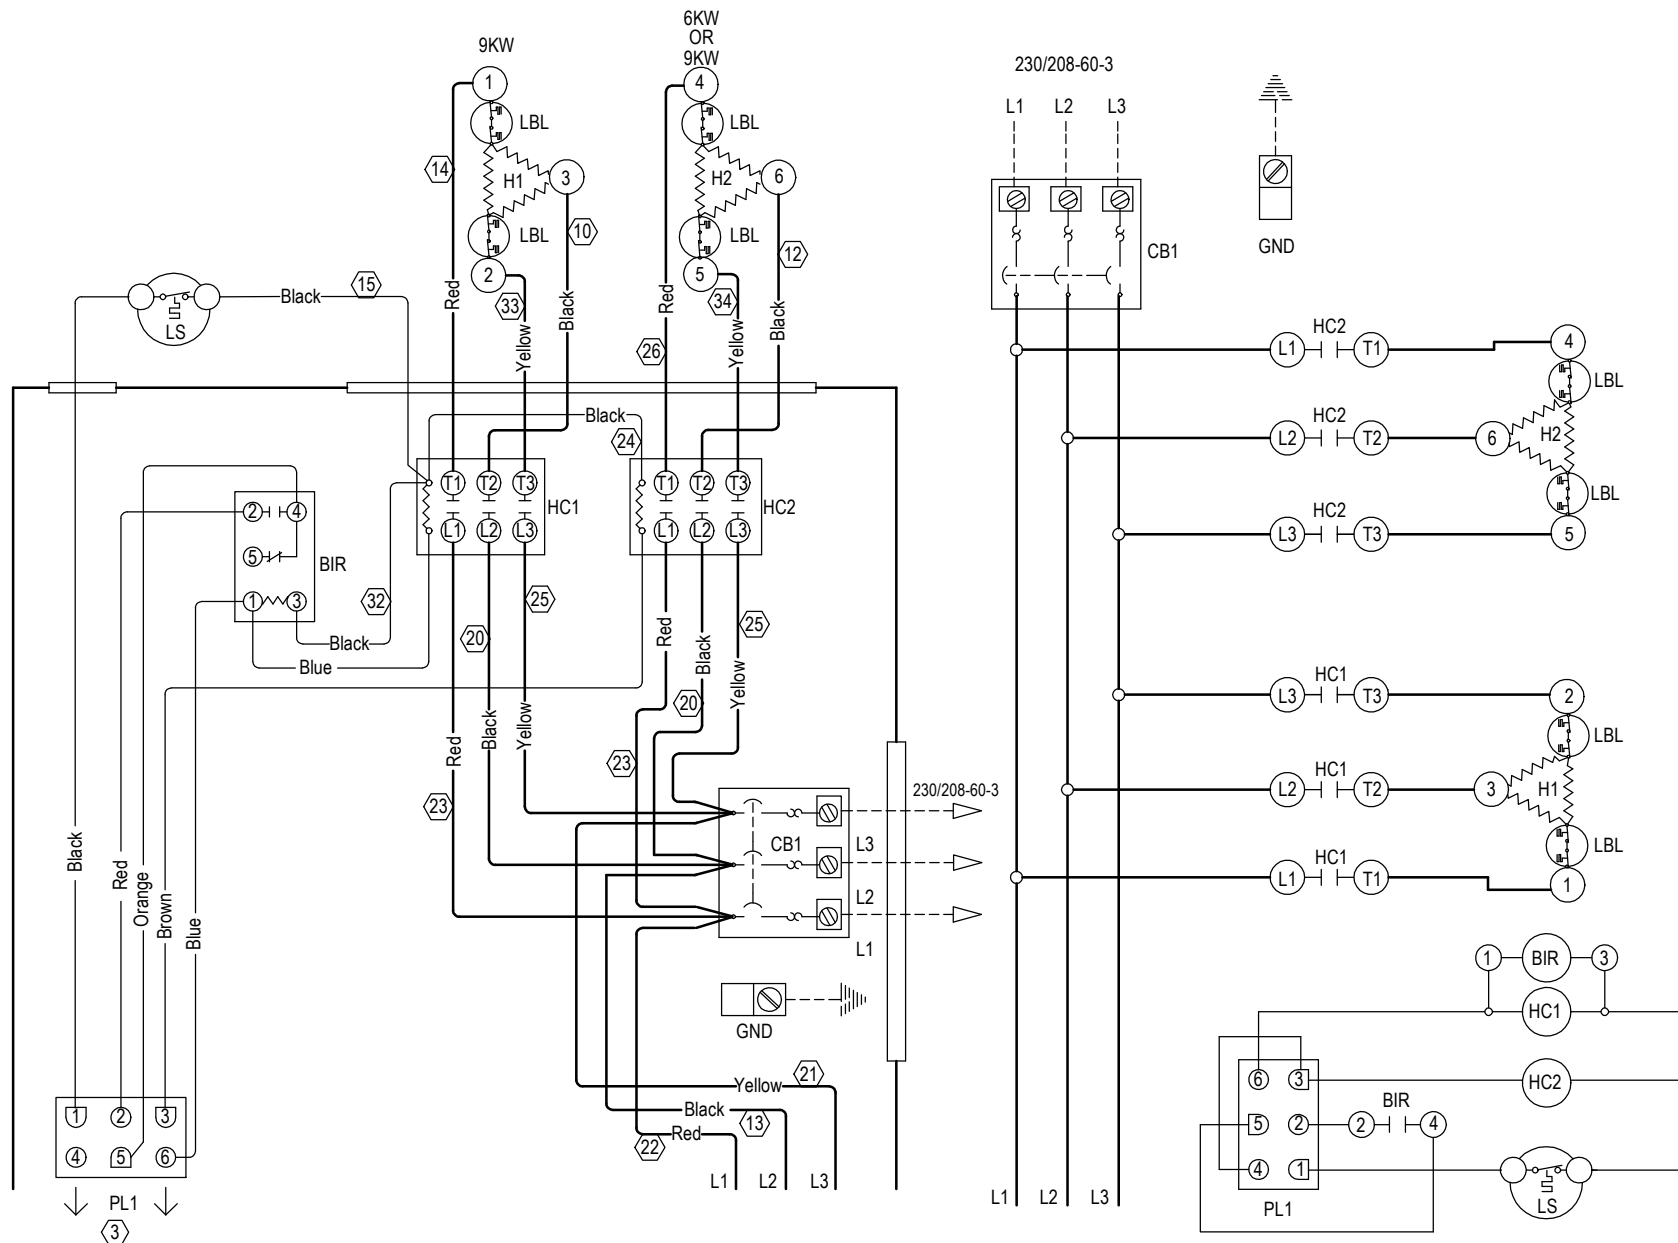 9KW
6KW
OR
9KW
1
LBL
H1
3
LBL
2
14
10
33
Red
Yellow
Black
4
LBL
H2
6
LBL
5
12
34
26
Red
Yellow
Black
LS
Black
15
Black
24
T1 T2 T3
L1 L2 L3
HC1
T1 T2 T3
L1 L2 L3
HC2
2 4
5
1 3
BIR
32
Black
Blue
25
20
Red
Black
Yellow
23
Red
Black
Yellow
25
20
23
230/208-60-3
CB1
L3
L2
L1
GND
Black
Red
Orange
Brown
Blue
1 2 3
4 5 6
PL1
3
Yellow 21
Black 13
22 Red
L1 L2 L3
230/208-60-3
L1 L2 L3
CB1
GND
HC2
L1 T1 4
LBL
HC2
L2 T2 6
H2
LBL
HC2
L3 T3 5
HC1
L3 T3 2
LBL
HC1
L2 T2 3
H1
LBL
HC1
L1 T1 1
1 BIR 3
HC1
6 3
HC2
BIR
5 2
2 4
4 1
LS
PL1
L1 L2 L3